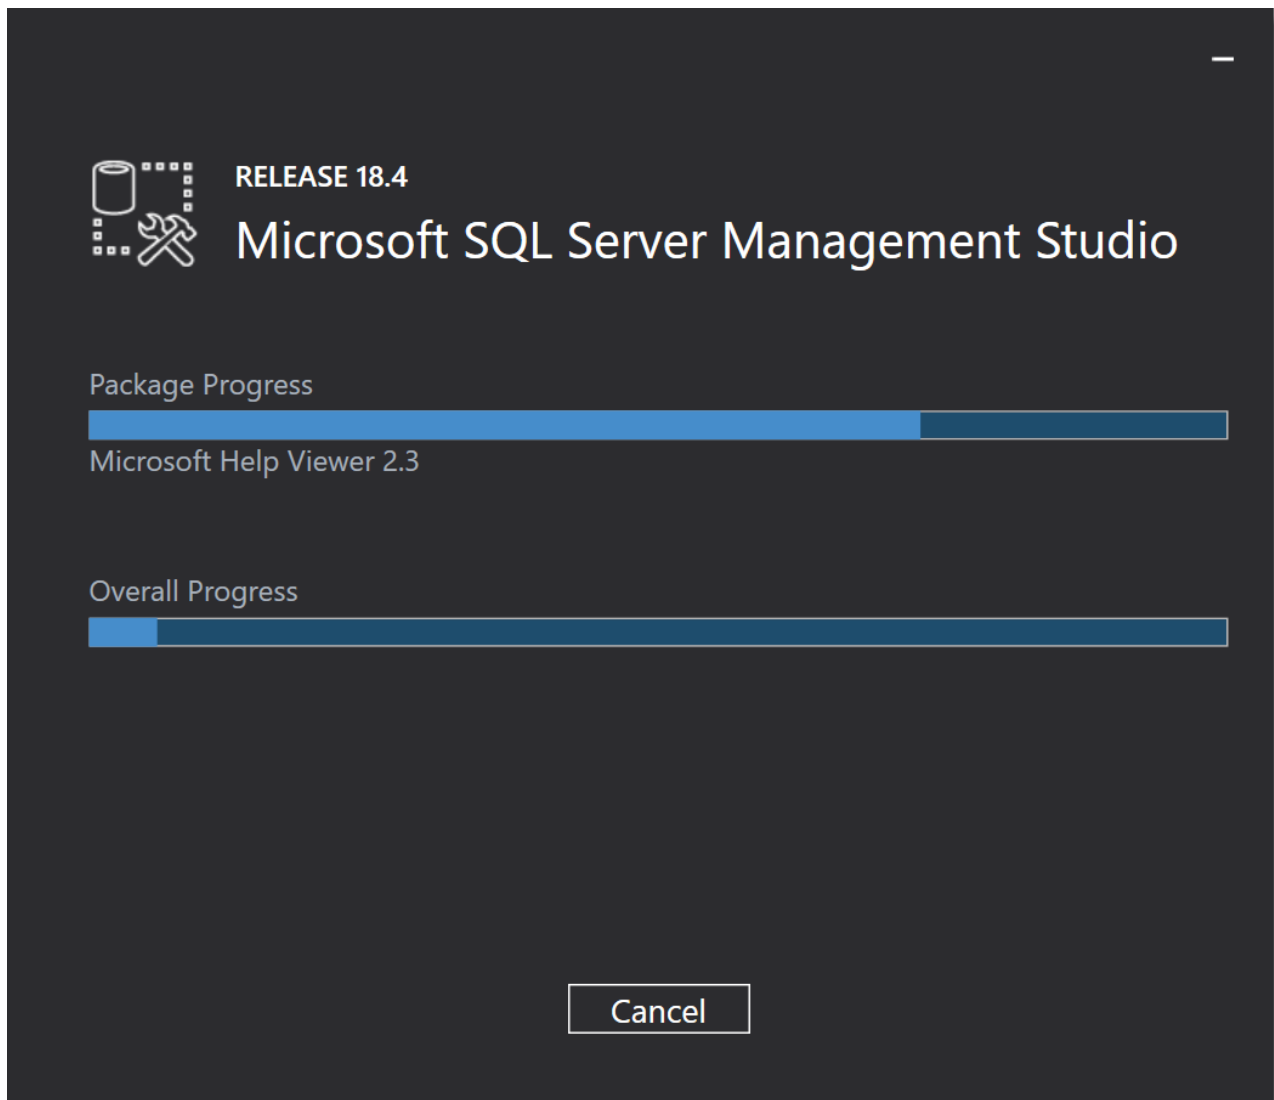 RELEASE 18.4
Microsoft SQL Server Management Studio
Package Progress
Microsoft Help Viewer 2.3
Overall Progress
Cancel